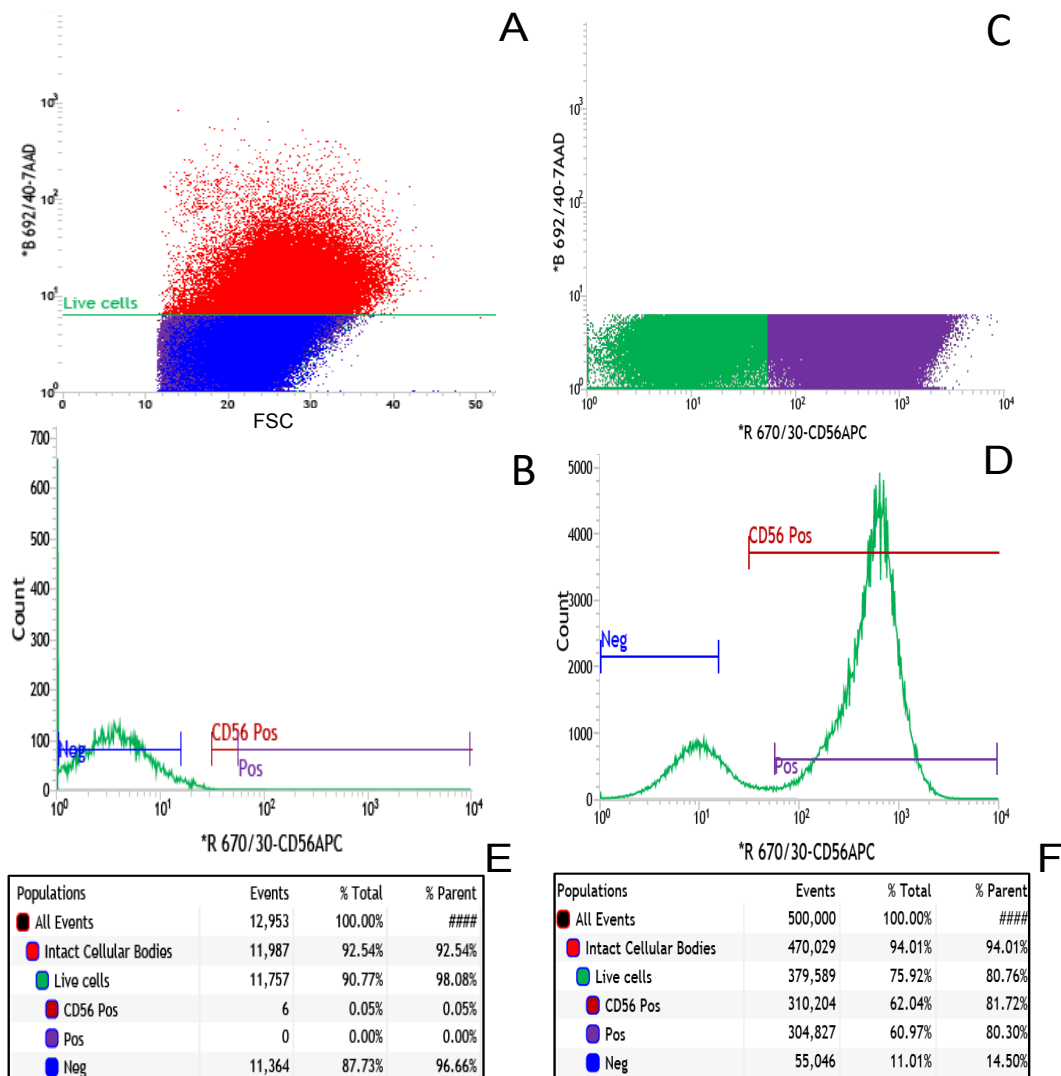 A
10³
10²
10¹
10⁰
*B 692/40-7AAD
Live cells
0 10 20 30 40 50
FSC
C
10³
10²
10¹
10⁰
*B 692/40-7AAD
10⁰ 10¹ 10² 10³ 10⁴
*R 670/30-CD56APC
B
700
600
500
400
300
200
100
0
Count
Neg
CD56 Pos
Pos
10⁰ 10¹ 10² 10³ 10⁴
*R 670/30-CD56APC
D
5000
4000
3000
2000
1000
0
Count
CD56 Pos
Neg
Pos
10⁰ 10¹ 10² 10³ 10⁴
*R 670/30-CD56APC
E
Populations Events % Total % Parent
All Events 12,953 100.00% ####
Intact Cellular Bodies 11,987 92.54% 92.54%
Live cells 11,757 90.77% 98.08%
CD56 Pos 6 0.05% 0.05%
Pos 0 0.00% 0.00%
Neg 11,364 87.73% 96.66%
F
Populations Events % Total % Parent
All Events 500,000 100.00% ####
Intact Cellular Bodies 470,029 94.01% 94.01%
Live cells 379,589 75.92% 80.76%
CD56 Pos 310,204 62.04% 81.72%
Pos 304,827 60.97% 80.30%
Neg 55,046 11.01% 14.50%